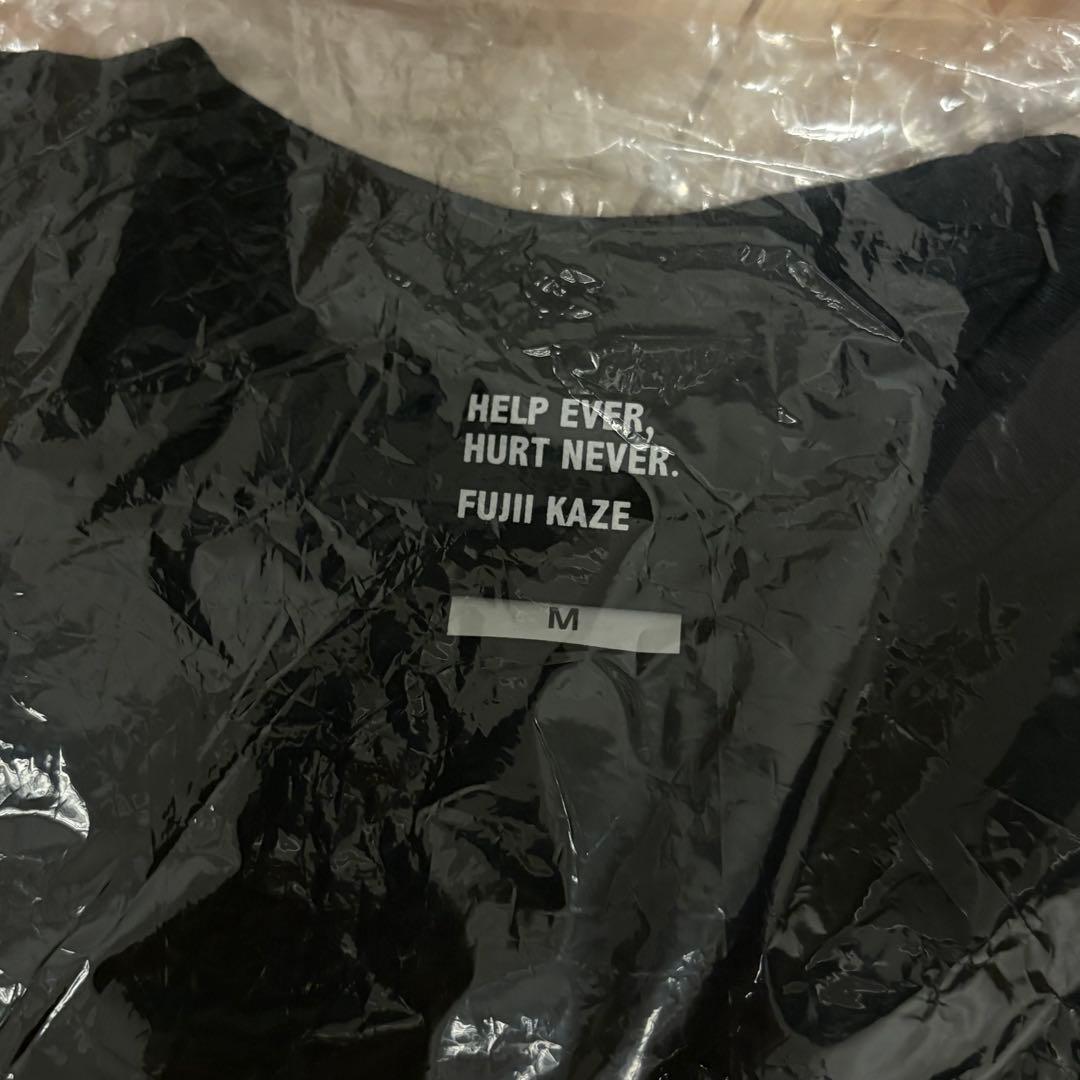 HELP EVER,
HURT NEVER.
FUJII KAZE
M